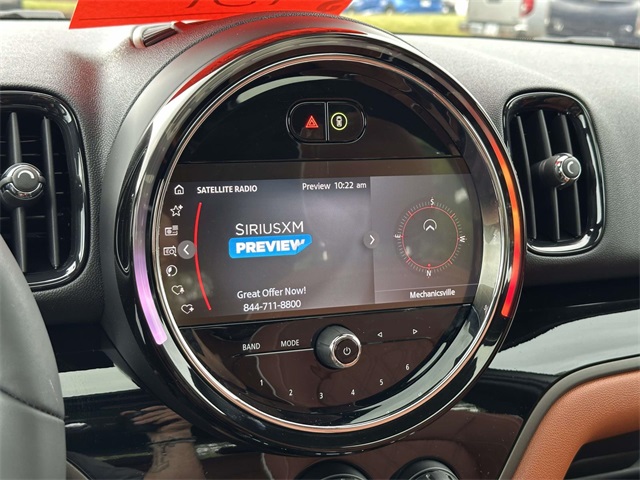 SATELLITE RADIO
Preview 10:22 am
SIRIUSXM
PREVIEW
Great Offer Now!
844-711-8800
S
E W
N
Mechanicsville
BAND MODE
1 2 3 4 5 6